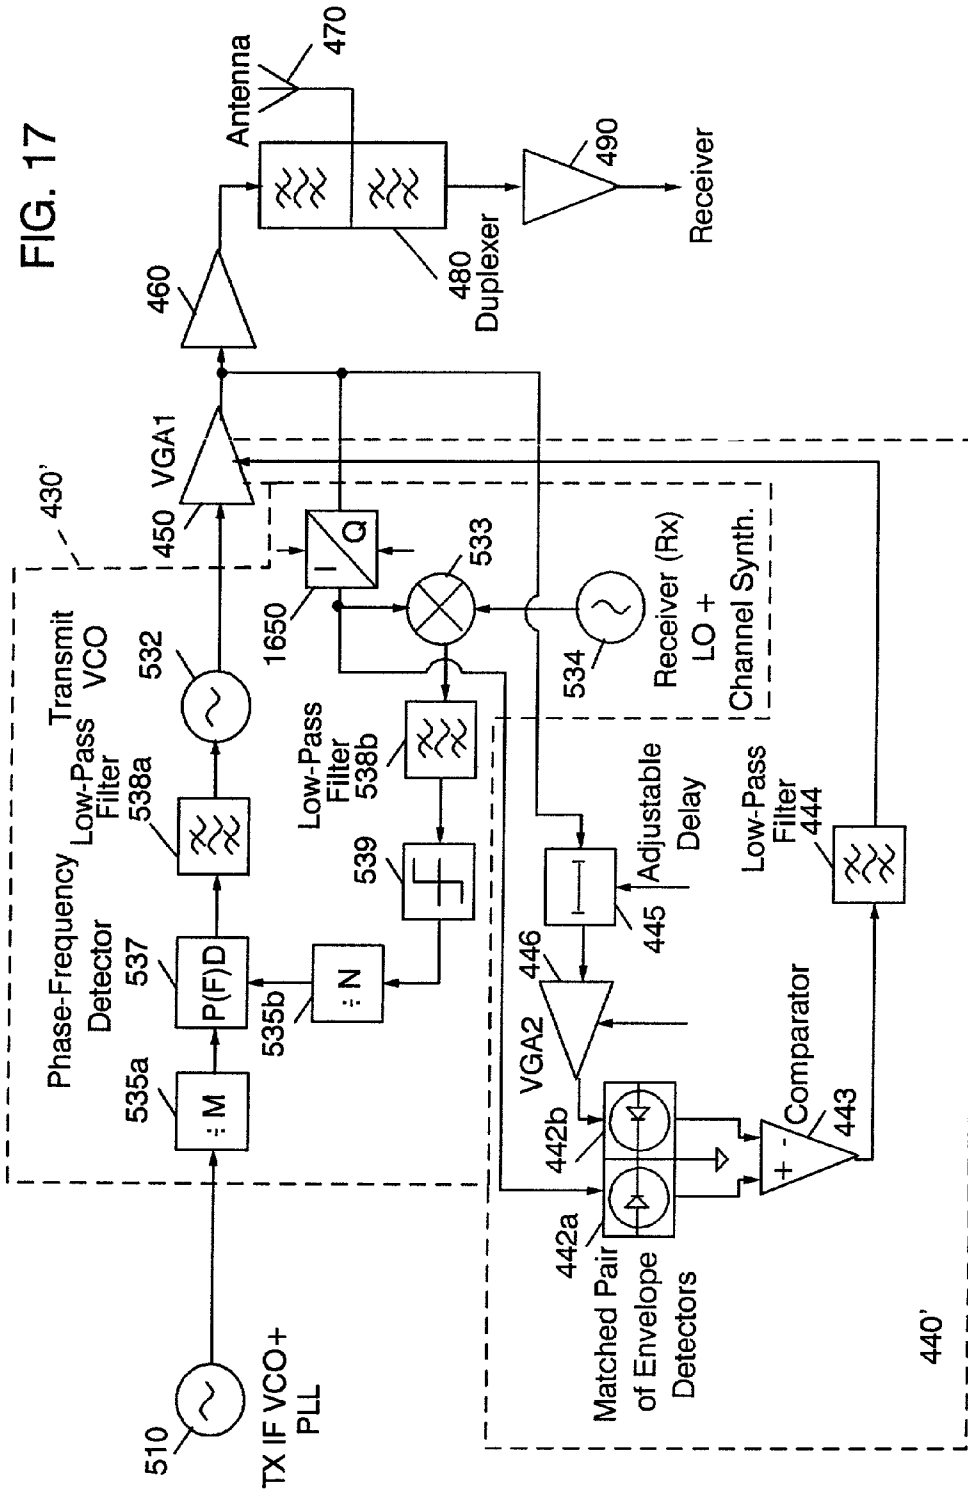 FIG. 17
430'
Phase-Frequency
Detector
Low-Pass
Filter
538a
Transmit
VCO
532
VGA1
450
460
Antenna
470
480
Duplexer
490
Receiver
510
TX IF VCO+
PLL
535a
÷M
537
P(F)D
535b
÷N
539
Low-Pass
Filter
538b
1650
I
Q
533
534
Receiver (Rx)
LO +
Channel Synth.
442a
Matched Pair
of Envelope
Detectors
442b
VGA2
446
445
Adjustable
Delay
+
-
Comparator
443
Low-Pass
Filter
444
440'